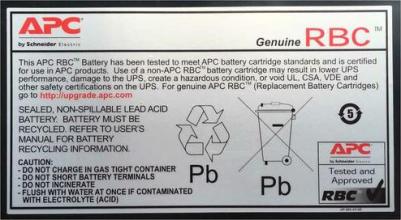 APC
by Schneider Electric
Genuine RBC™
This APC RBC™ Battery has been tested to meet APC battery cartridge standards and is certified
for use in APC products. Use of a non-APC RBC™ battery cartridge may result in lower UPS
performance, damage to the UPS, may create a hazardous condition, or void UL, CSA, VDE and
other safety certifications on the UPS. For genuine APC RBC™ (Replacement Battery Cartridges)
go to http://upgrade.apc.com
SEALED, NON-SPILLABLE LEAD ACID
BATTERY. BATTERY MUST BE
RECYCLED. REFER TO USER'S
MANUAL FOR BATTERY
RECYCLING INFORMATION.
CAUTION:
- DO NOT CHARGE IN GAS TIGHT CONTAINER
- DO NOT SHORT BATTERY TERMINALS
- DO NOT INCINERATE
- FLUSH WITH WATER AT ONCE IF CONTAMINATED
WITH ELECTROLYTE (ACID)
Pb
Pb
5
APC
by Schneider Electric
Tested and
Approved
RBC